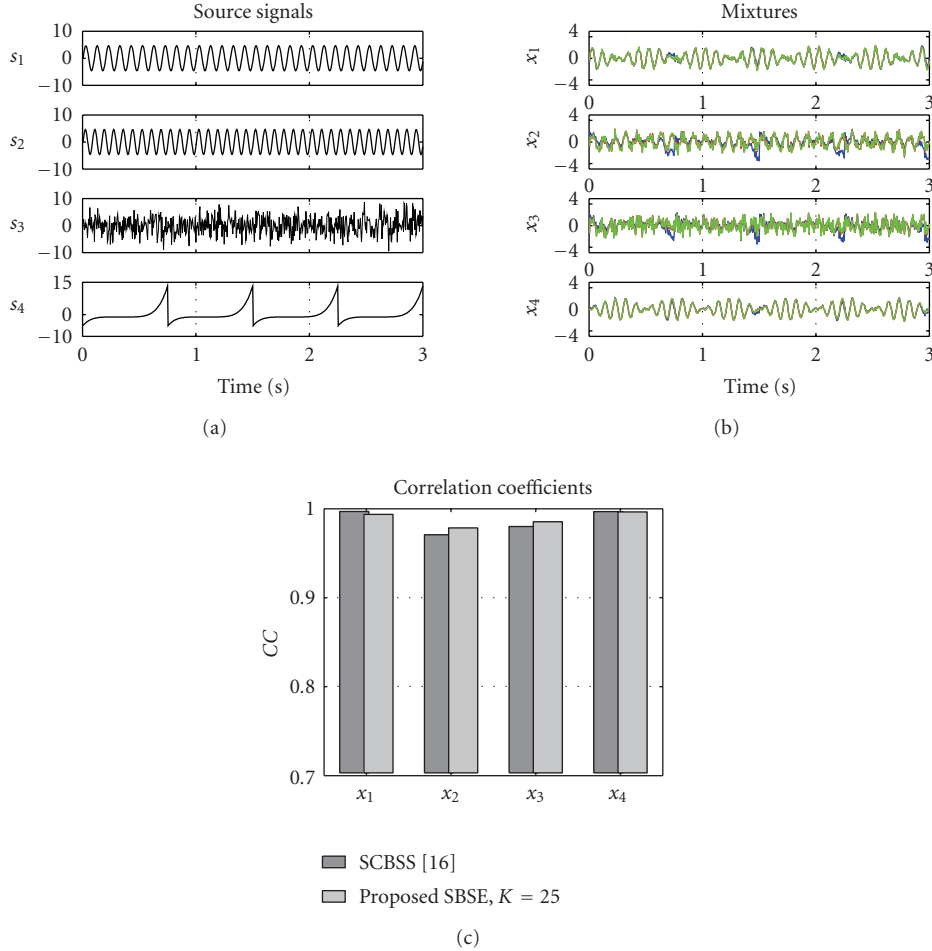 Source signals
s1
10
0
−10
s2
10
0
−10
s3
10
0
−10
s4
15
0
−10
0 1 2 3
Time (s)
(a)
Mixtures
x1
4
0
−4
0 1 2 3
x2
4
0
−4
0 1 2 3
x3
4
0
−4
0 1 2 3
x4
4
0
−4
0 1 2 3
Time (s)
(b)
Correlation coefficients
CC
1
0.9
0.8
0.7
x1 x2 x3 x4
SCBSS [16]
Proposed SBSE, K = 25
(c)